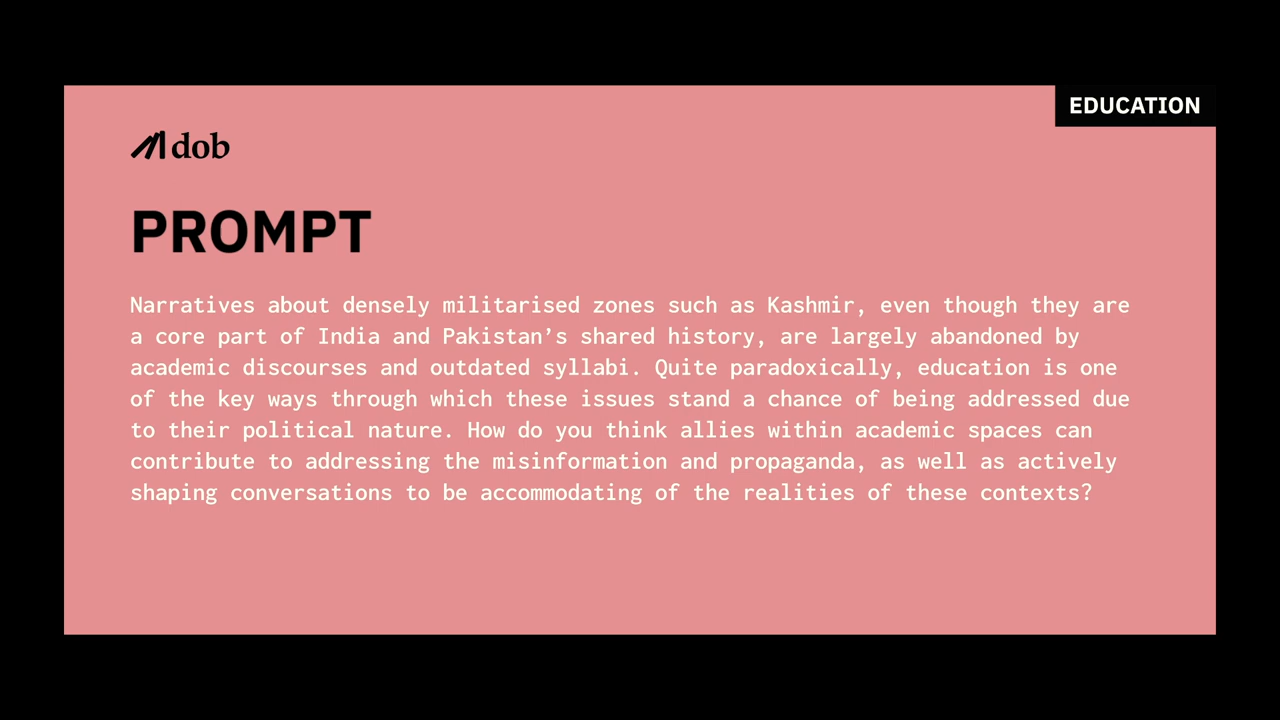 EDUCATION
dob
PROMPT
Narratives about densely militarised zones such as Kashmir, even though they are
a core part of India and Pakistan’s shared history, are largely abandoned by
academic discourses and outdated syllabi. Quite paradoxically, education is one
of the key ways through which these issues stand a chance of being addressed due
to their political nature. How do you think allies within academic spaces can
contribute to addressing the misinformation and propaganda, as well as actively
shaping conversations to be accommodating of the realities of these contexts?